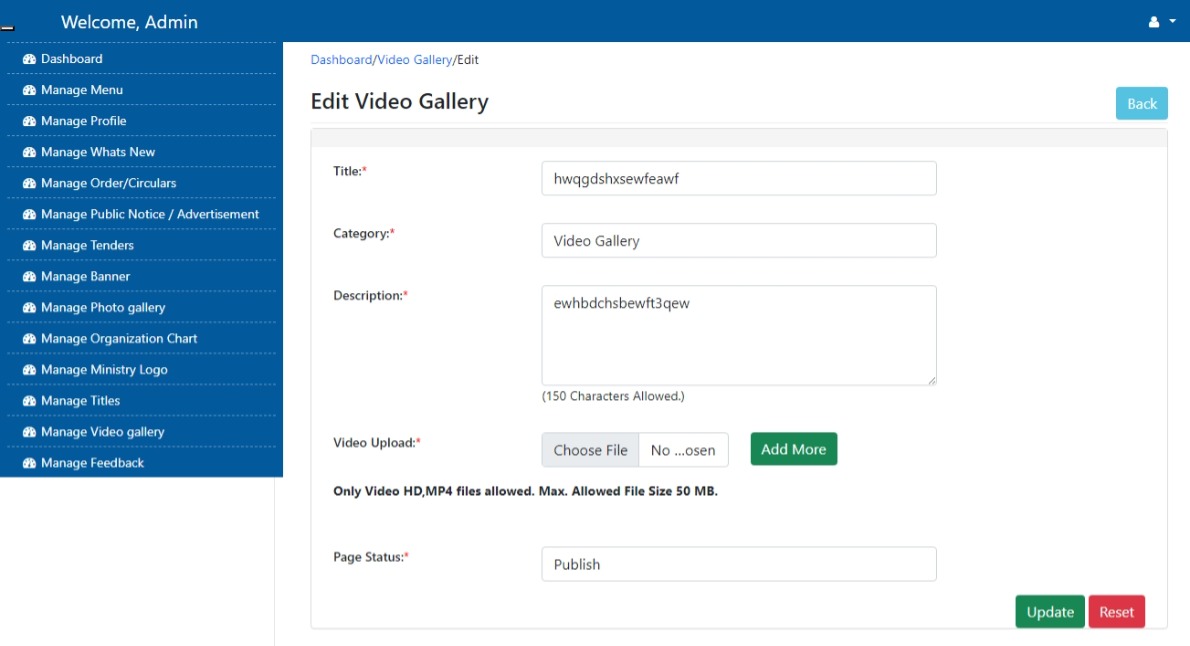 Welcome, Admin
Dashboard
Manage Menu
Manage Profile
Manage Whats New
Manage Order/Circulars
Manage Public Notice / Advertisement
Manage Tenders
Manage Banner
Manage Photo gallery
Manage Organization Chart
Manage Ministry Logo
Manage Titles
Manage Video gallery
Manage Feedback
Dashboard/Video Gallery/Edit
Edit Video Gallery
Back
Title:*
hwqgdshxsewfeawf
Category:*
Video Gallery
Description:*
ewhbdchsbewft3qew
(150 Characters Allowed.)
Video Upload:*
Choose File No ...osen Add More
Only Video HD,MP4 files allowed. Max. Allowed File Size 50 MB.
Page Status:*
Publish
Update Reset